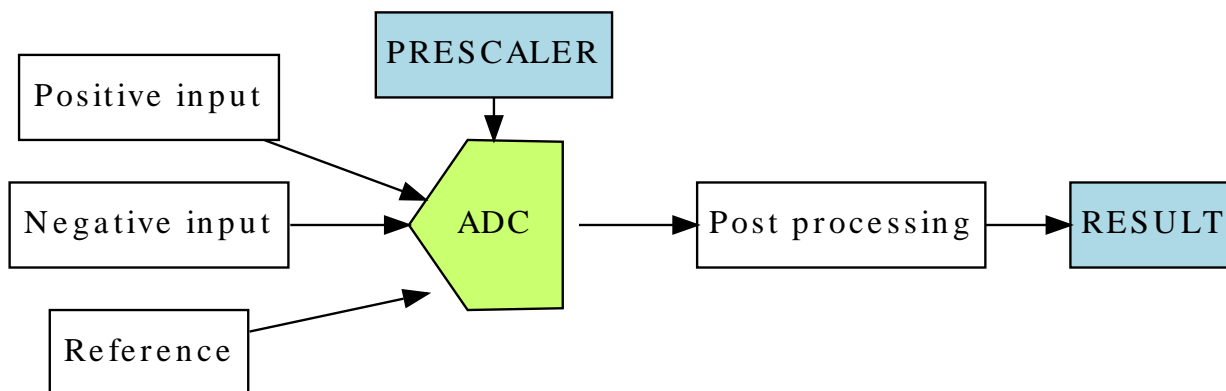 PRESCALER
Positive input
Negative input
ADC
Post processing
RESULT
Reference